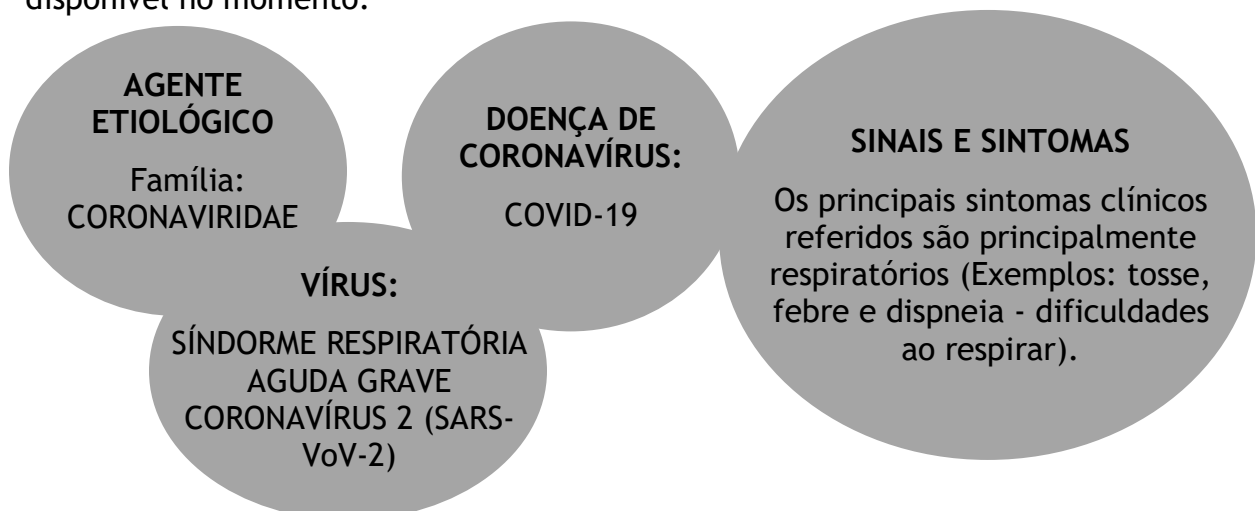 disponível no momento.
AGENTE
ETIOLÓGICO
Família:
CORONAVIRIDAE
VÍRUS:
SÍNDORME RESPIRATÓRIA
AGUDA GRAVE
CORONAVÍRUS 2 (SARS-
VoV-2)
DOENÇA DE
CORONAVÍRUS:
COVID-19
SINAIS E SINTOMAS
Os principais sintomas clínicos
referidos são principalmente
respiratórios (Exemplos: tosse,
febre e dispneia - dificuldades
ao respirar).